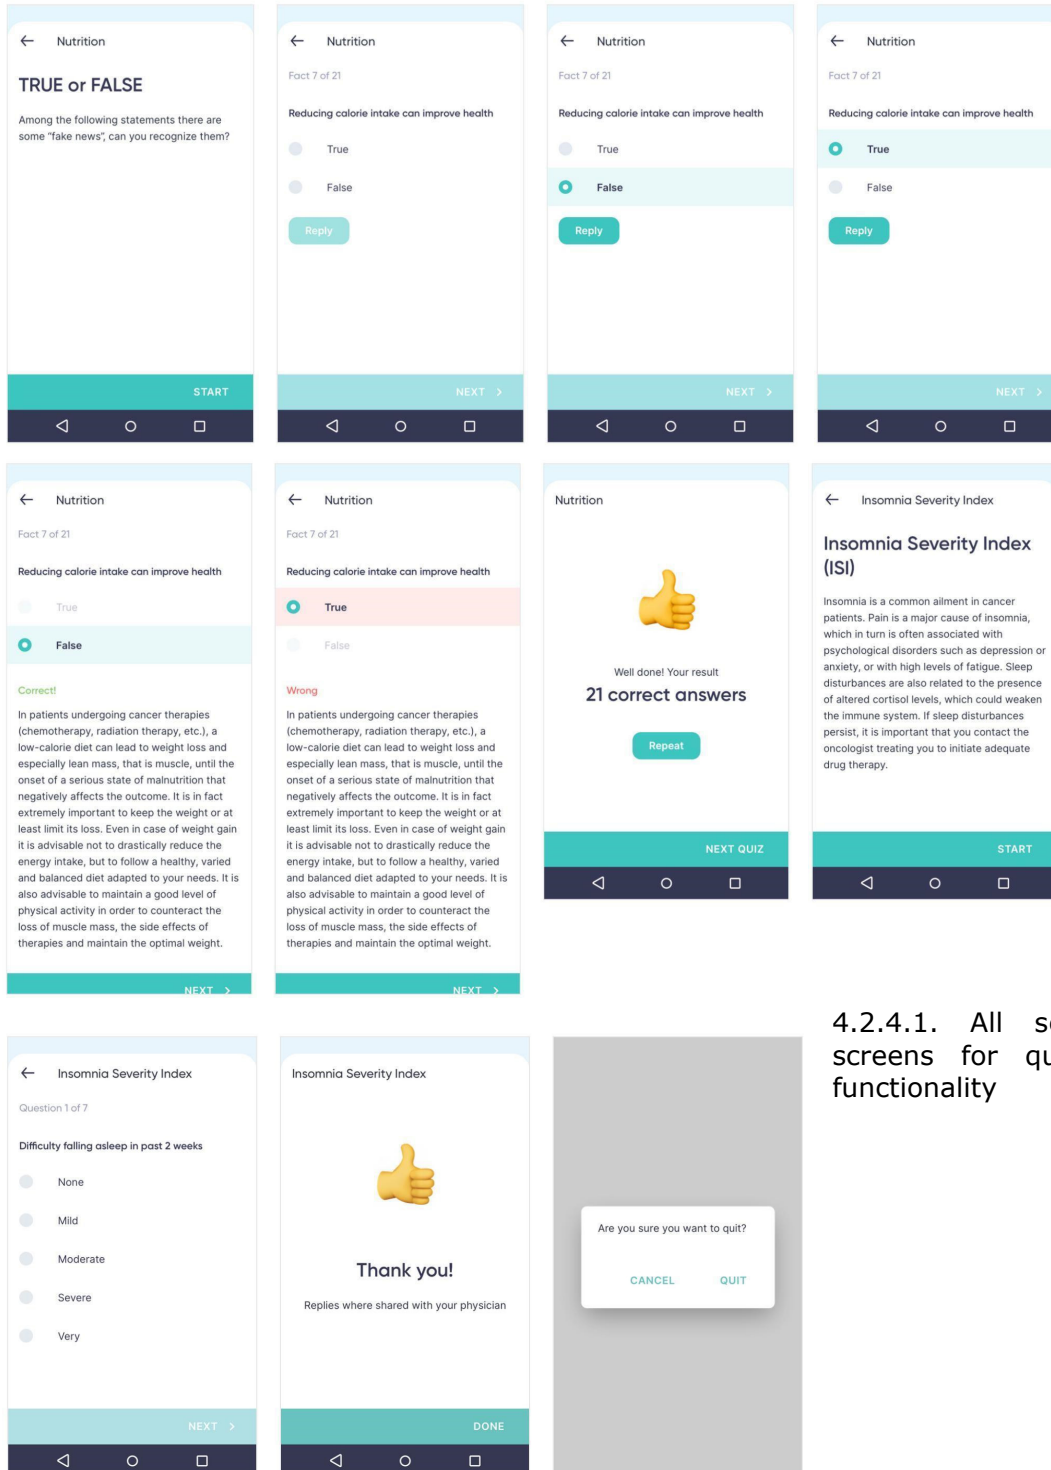 Nutrition
TRUE or FALSE
Among the following statements there are
some "fake news", can you recognize them?
START
Nutrition
Fact 7 of 21
Reducing calorie intake can improve health
True
False
Reply
NEXT >
Nutrition
Fact 7 of 21
Reducing calorie intake can improve health
True
False
Reply
NEXT >
Nutrition
Fact 7 of 21
Reducing calorie intake can improve health
True
False
Reply
NEXT >
Nutrition
Fact 7 of 21
Reducing calorie intake can improve health
True
False
Correct!
In patients undergoing cancer therapies
(chemotherapy, radiation therapy, etc.), a
low-calorie diet can lead to weight loss and
especially lean mass, that is muscle, until the
onset of a serious state of malnutrition that
negatively affects the outcome. It is in fact
extremely important to keep the weight or at
least limit its loss. Even in case of weight gain
it is advisable not to drastically reduce the
energy intake, but to follow a healthy, varied
and balanced diet adapted to your needs. It is
also advisable to maintain a good level of
physical activity in order to counteract the
loss of muscle mass, the side effects of
therapies and maintain the optimal weight.
NEXT >
Nutrition
Fact 7 of 21
Reducing calorie intake can improve health
True
False
Wrong
In patients undergoing cancer therapies
(chemotherapy, radiation therapy, etc.), a
low-calorie diet can lead to weight loss and
especially lean mass, that is muscle, until the
onset of a serious state of malnutrition that
negatively affects the outcome. It is in fact
extremely important to keep the weight or at
least limit its loss. Even in case of weight gain
it is advisable not to drastically reduce the
energy intake, but to follow a healthy, varied
and balanced diet adapted to your needs. It is
also advisable to maintain a good level of
physical activity in order to counteract the
loss of muscle mass, the side effects of
therapies and maintain the optimal weight.
NEXT >
Nutrition
Well done! Your result
21 correct answers
Repeat
NEXT QUIZ
Insomnia Severity Index
Insomnia Severity Index
(ISI)
Insomnia is a common ailment in cancer
patients. Pain is a major cause of insomnia,
which in turn is often associated with
psychological disorders such as depression or
anxiety, or with high levels of fatigue. Sleep
disturbances are also related to the presence
of altered cortisol levels, which could weaken
the immune system. If sleep disturbances
persist, it is important that you contact the
oncologist treating you to initiate adequate
drug therapy.
START
Insomnia Severity Index
Question 1 of 7
Difficulty falling asleep in past 2 weeks
None
Mild
Moderate
Severe
Very
NEXT >
Insomnia Severity Index
Thank you!
Replies where shared with your physician
DONE
Are you sure you want to quit?
CANCEL QUIT
4.2.4.1. All
screens for
functionality